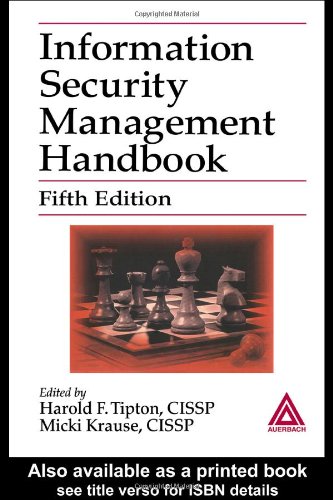 Information
Security
Management
Handbook
Fifth Edition
Edited by
Harold F. Tipton, CISSP
Micki Krause, CISSP
AUERBACH
Also available as a printed book
see title verso for ISBN details